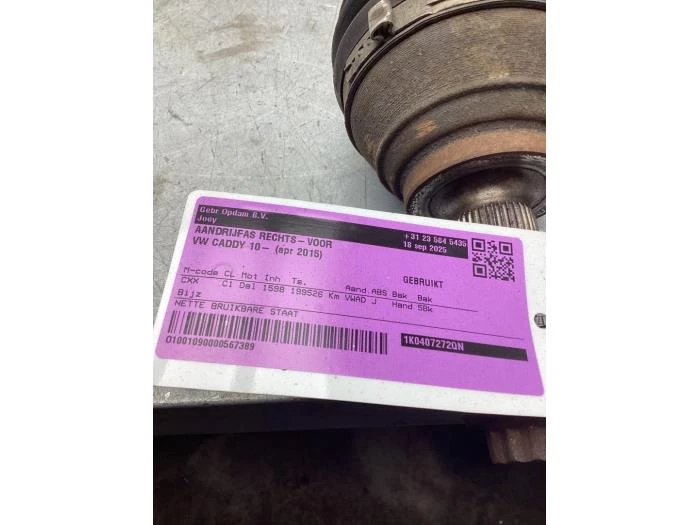 Gebr Opdam B.V.
Joey
+31 23 584 5435
18 sep 2025
AANDRIJFAS RECHTS-VOOR
VW CADDY 10- (apr 2015)
GEBRUIKT
M-code CL Mot Inh Ts. Aand. ABS Bak Bak
CXX C1 Dsl 1598 199526 Km VWAD J Hand 5Bk
Bijz
NETTE BRUIKBARE STAAT
O1001090000567389
1K0407272QN